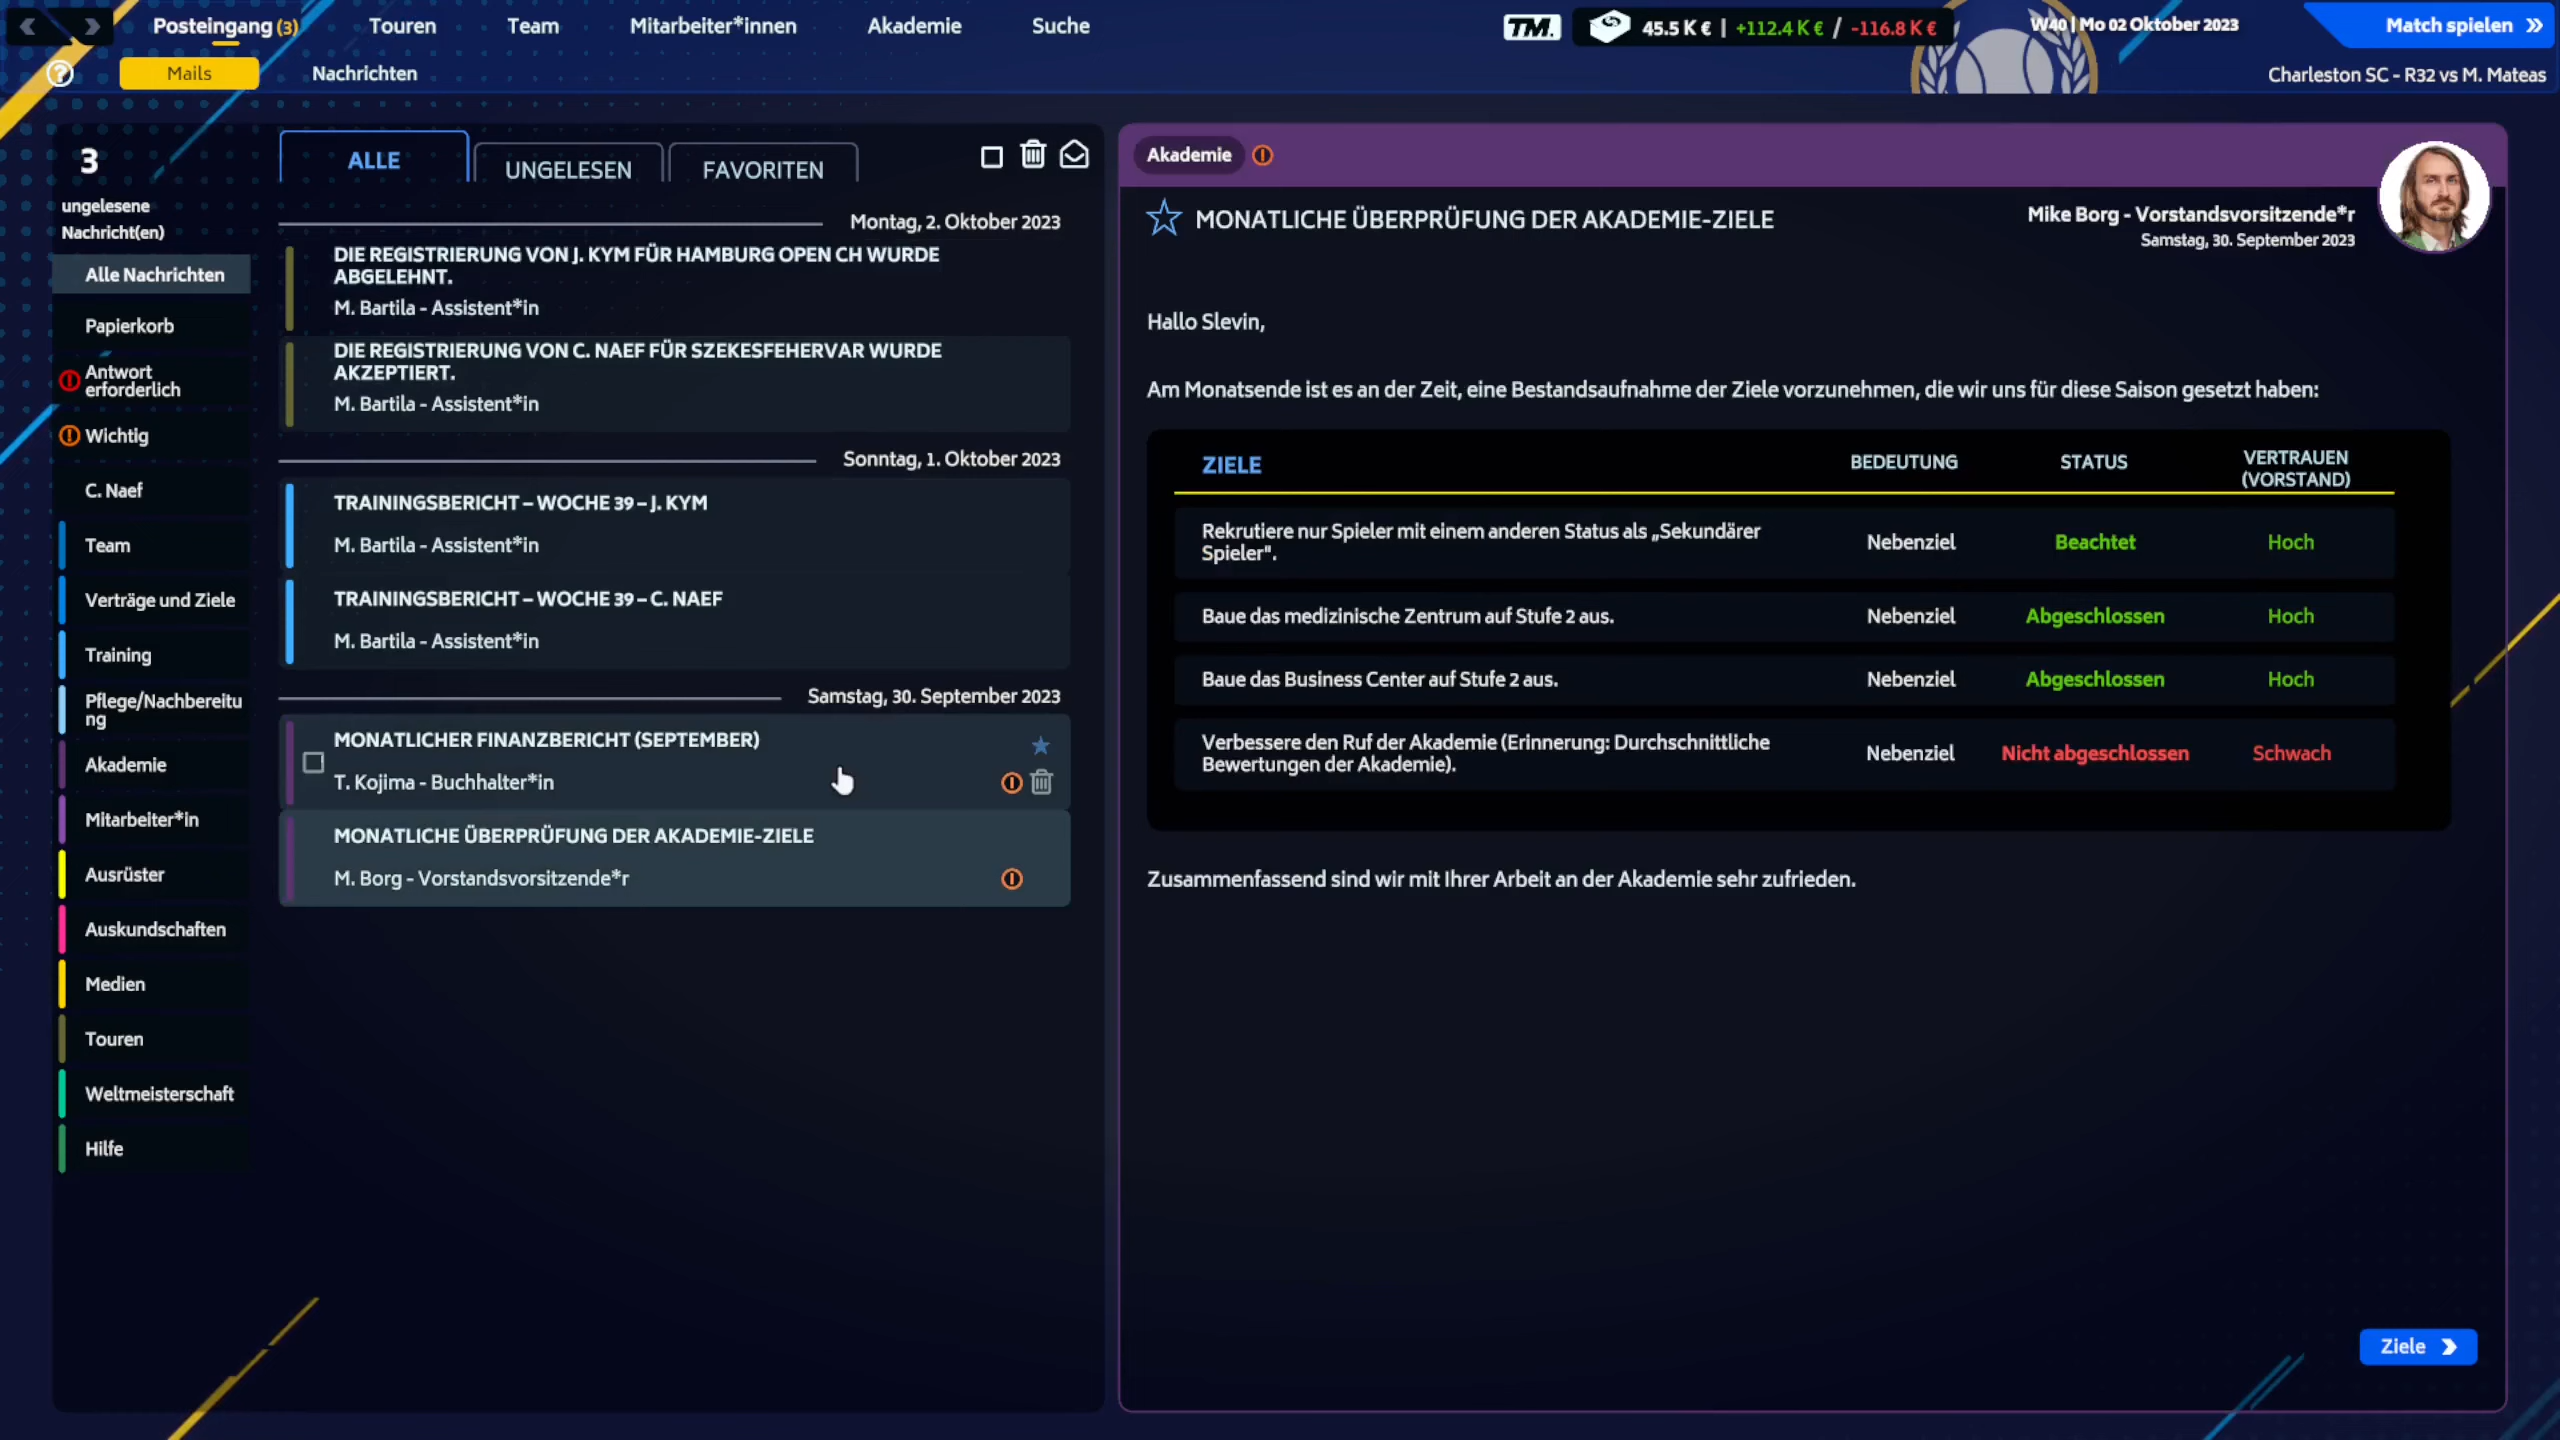 Posteingang (3)
Touren
Team
Mitarbeiter*innen
Akademie
Suche
TM.
45.5 K € | +112.4 K € / -116.8 K €
W40 | Mo 02 Oktober 2023
Match spielen
Mails
Nachrichten
Charleston SC - R32 vs M. Mateas
3
ungelesene
Nachricht(en)
Alle Nachrichten
Papierkorb
Antwort
erforderlich
Wichtig
C. Naef
Team
Verträge und Ziele
Training
Pflege/Nachbereitu
ng
Akademie
Mitarbeiter*in
Ausrüster
Auskundschaften
Medien
Touren
Weltmeisterschaft
Hilfe
ALLE
UNGELESEN
FAVORITEN
Montag, 2. Oktober 2023
DIE REGISTRIERUNG VON J. KYM FÜR HAMBURG OPEN CH WURDE
ABGELEHNT.
M. Bartila - Assistent*in
DIE REGISTRIERUNG VON C. NAEF FÜR SZEKESFEHERVAR WURDE
AKZEPTIERT.
M. Bartila - Assistent*in
Sonntag, 1. Oktober 2023
TRAININGSBERICHT – WOCHE 39 – J. KYM
M. Bartila - Assistent*in
TRAININGSBERICHT – WOCHE 39 – C. NAEF
M. Bartila - Assistent*in
Samstag, 30. September 2023
MONATLICHER FINANZBERICHT (SEPTEMBER)
T. Kojima - Buchhalter*in
MONATLICHE ÜBERPRÜFUNG DER AKADEMIE-ZIELE
M. Borg - Vorstandsvorsitzende*r
Akademie
MONATLICHE ÜBERPRÜFUNG DER AKADEMIE-ZIELE
Mike Borg - Vorstandsvorsitzende*r
Samstag, 30. September 2023
Hallo Slevin,
Am Monatsende ist es an der Zeit, eine Bestandsaufnahme der Ziele vorzunehmen, die wir uns für diese Saison gesetzt haben:
ZIELE
BEDEUTUNG
STATUS
VERTRAUEN
(VORSTAND)
Rekrutiere nur Spieler mit einem anderen Status als „Sekundärer
Spieler".
Nebenziel
Beachtet
Hoch
Baue das medizinische Zentrum auf Stufe 2 aus.
Nebenziel
Abgeschlossen
Hoch
Baue das Business Center auf Stufe 2 aus.
Nebenziel
Abgeschlossen
Hoch
Verbessere den Ruf der Akademie (Erinnerung: Durchschnittliche
Bewertungen der Akademie).
Nebenziel
Nicht abgeschlossen
Schwach
Zusammenfassend sind wir mit Ihrer Arbeit an der Akademie sehr zufrieden.
Ziele